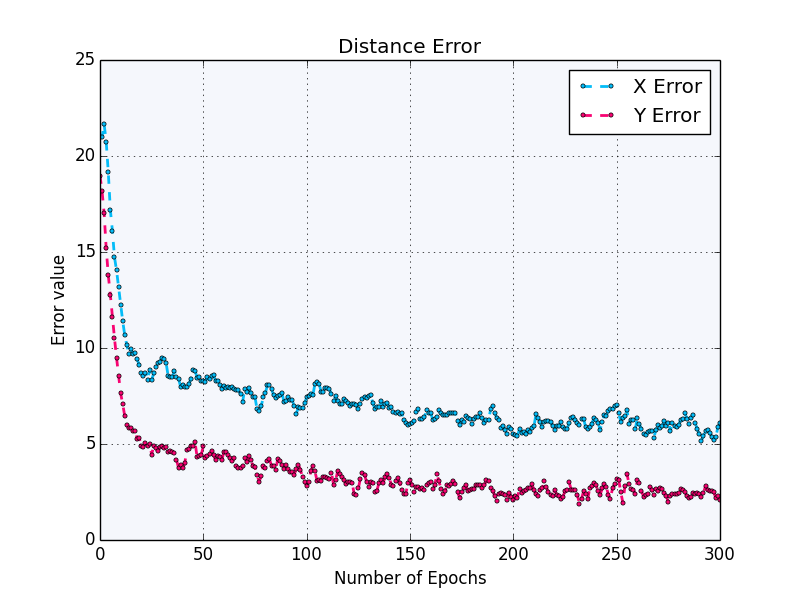 Distance Error
X Error
Y Error
Error value
25
20
15
10
5
0
0 50 100 150 200 250 300
Number of Epochs